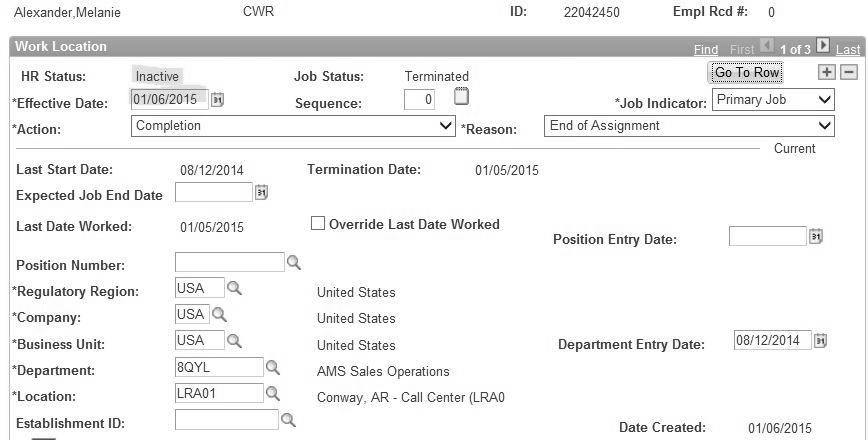 Alexander,Melanie CWR ID: 22042450 Empl Rcd #: 0
Work Location Find First 1 of 3 Last
HR Status: Inactive Job Status: Terminated Go To Row
*Effective Date: 01/06/2015 31 Sequence: 0 *Job Indicator: Primary Job
*Action: Completion *Reason: End of Assignment
Current
Last Start Date: 08/12/2014 Termination Date: 01/05/2015
Expected Job End Date 31
Last Date Worked: 01/05/2015 Override Last Date Worked
Position Entry Date: 31
Position Number:
*Regulatory Region: USA United States
*Company: USA United States
*Business Unit: USA United States Department Entry Date: 08/12/2014 31
*Department: 8QYL AMS Sales Operations
*Location: LRA01 Conway, AR - Call Center (LRA0
Establishment ID: Date Created: 01/06/2015